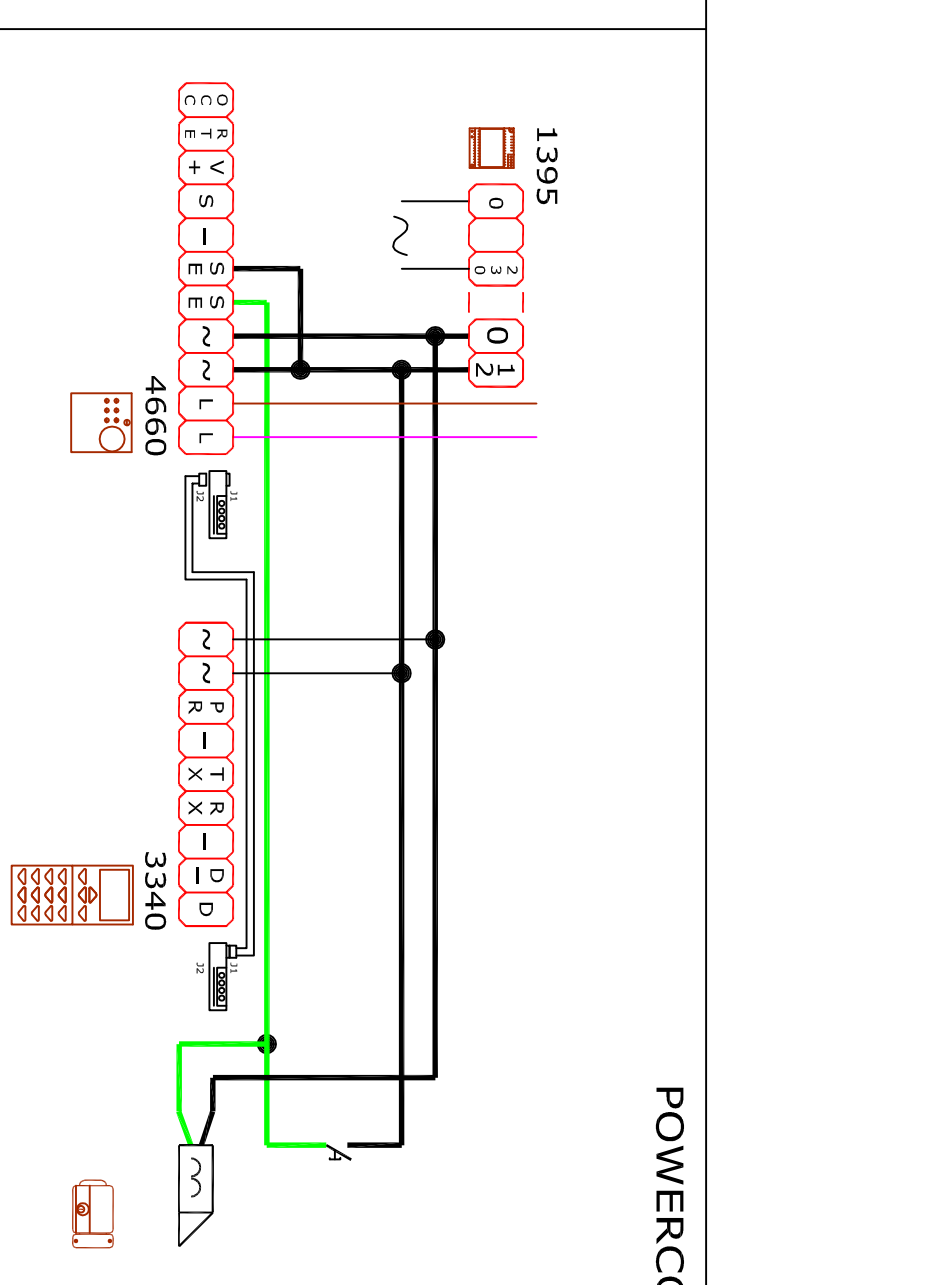 POWERCO
1395
0 230 0 12
~
A
OCC RTE V+ S – SE SE ~ ~ L L
J1
J2
~ ~ PR – TX RX – D– D
J1
J2
4660
3340